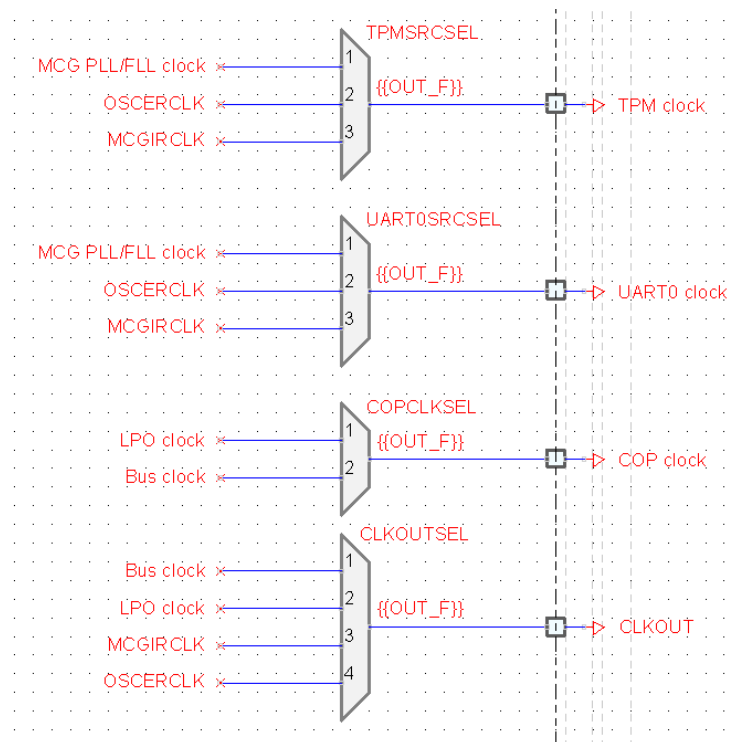 TPMSRCSEL
MCG PLL/FLL clock 1 {{OUT_F}}
OSCERCLK 2 TPM clock
MCGIRCLK 3
UART0SRCSEL
MCG PLL/FLL clock 1 {{OUT_F}}
OSCERCLK 2 UART0 clock
MCGIRCLK 3
COPCLKSEL
LPO clock 1 {{OUT_F}}
COP clock
Bus clock 2
CLKOUTSEL
Bus clock 1
LPO clock 2 {{OUT_F}}
CLKOUT
MCGIRCLK 3
OSCERCLK 4